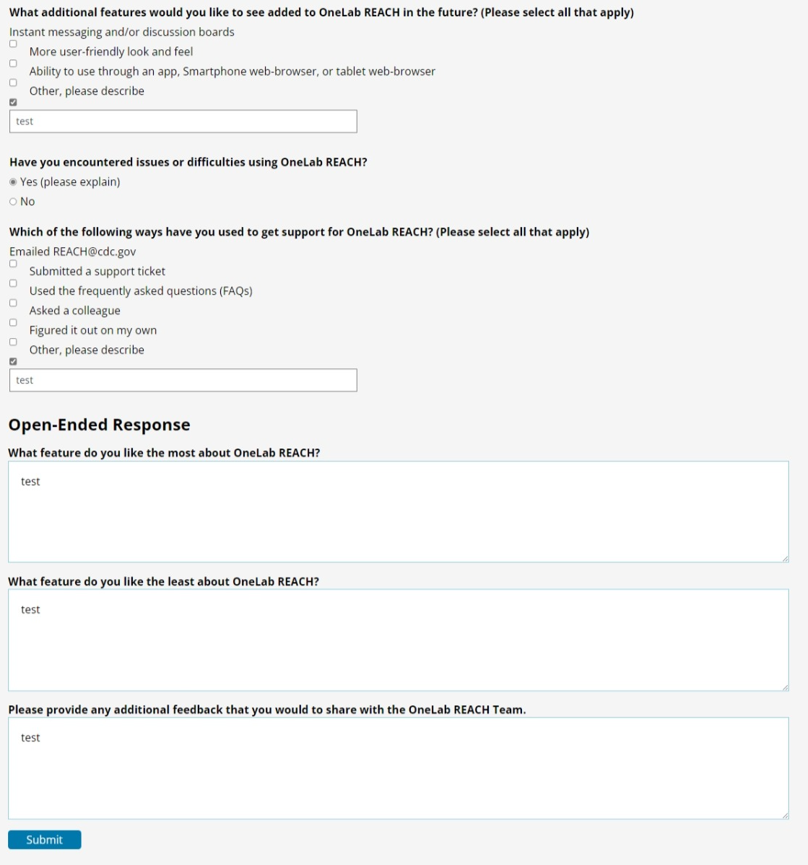 What additional features would you like to see added to OneLab REACH in the future? (Please select all that apply)
Instant messaging and/or discussion boards
More user-friendly look and feel
Ability to use through an app, Smartphone web-browser, or tablet web-browser
Other, please describe
test
Have you encountered issues or difficulties using OneLab REACH?
Yes (please explain)
No
Which of the following ways have you used to get support for OneLab REACH? (Please select all that apply)
Emailed REACH@cdc.gov
Submitted a support ticket
Used the frequently asked questions (FAQs)
Asked a colleague
Figured it out on my own
Other, please describe
test
Open-Ended Response
What feature do you like the most about OneLab REACH?
test
What feature do you like the least about OneLab REACH?
test
Please provide any additional feedback that you would to share with the OneLab REACH Team.
test
Submit